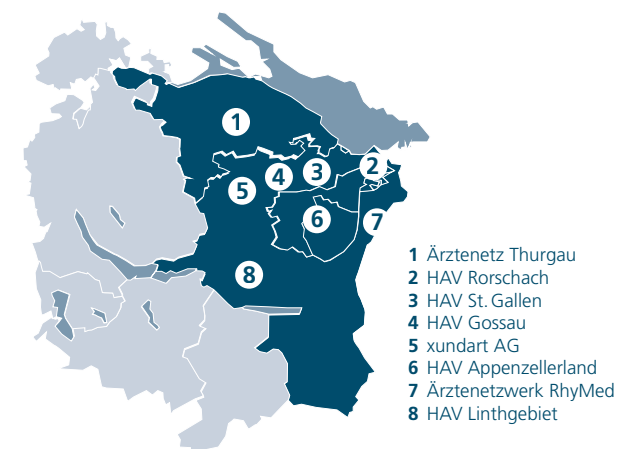 1
2
3
4
5
6
7
8
1 Ärztenetz Thurgau
2 HAV Rorschach
3 HAV St. Gallen
4 HAV Gossau
5 xundart AG
6 HAV Appenzellerland
7 Ärztenetzwerk RhyMed
8 HAV Linthgebiet